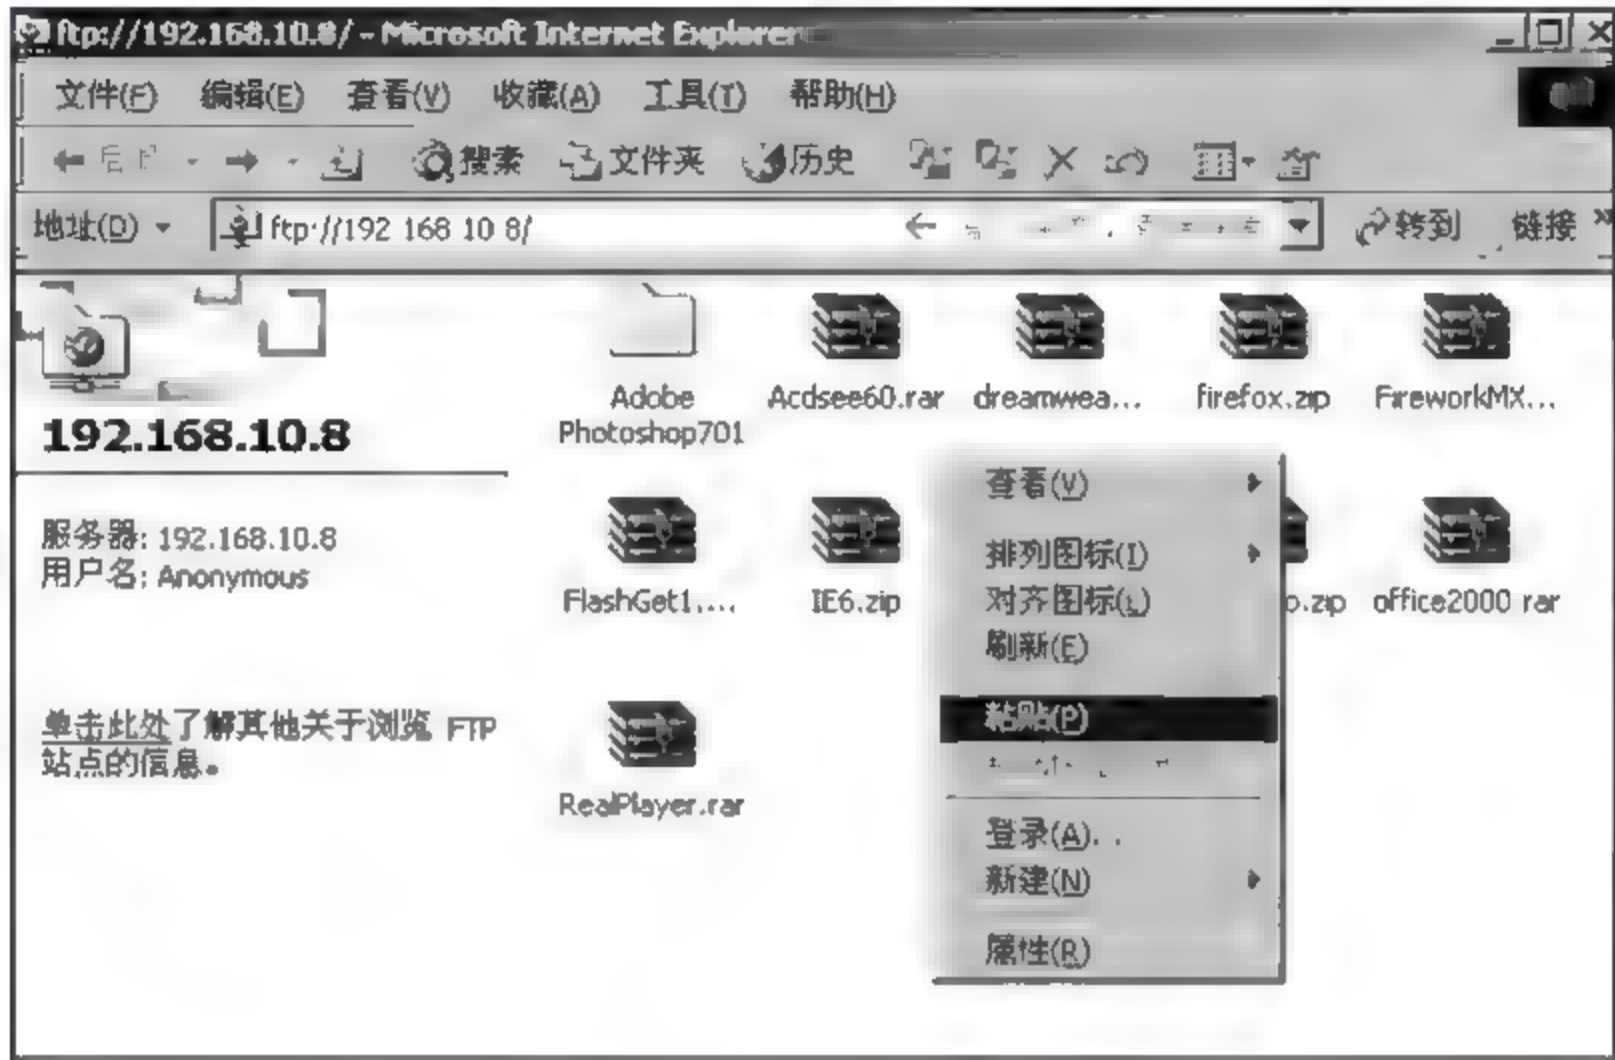 ftp://192.168.10.8/ - Microsoft Internet Explorer
文件(F) 编辑(E) 查看(V) 收藏(A) 工具(T) 帮助(H)
搜索 文件夹 历史
地址(D) ftp://192 168 10 8/ 转到 链接 »
Adobe Photoshop701
Acdsee60.rar
dreamwea...
firefox.zip
FireworkMX...
192.168.10.8
服务器: 192.168.10.8
用户名: Anonymous
FlashGet1....
IE6.zip
p.zip
office2000 rar
单击此处了解其他关于浏览 FTP
站点的信息。
RealPlayer.rar
查看(V)
排列图标(I)
对齐图标(L)
刷新(E)
粘贴(P)
登录(A)...
新建(N)
属性(R)